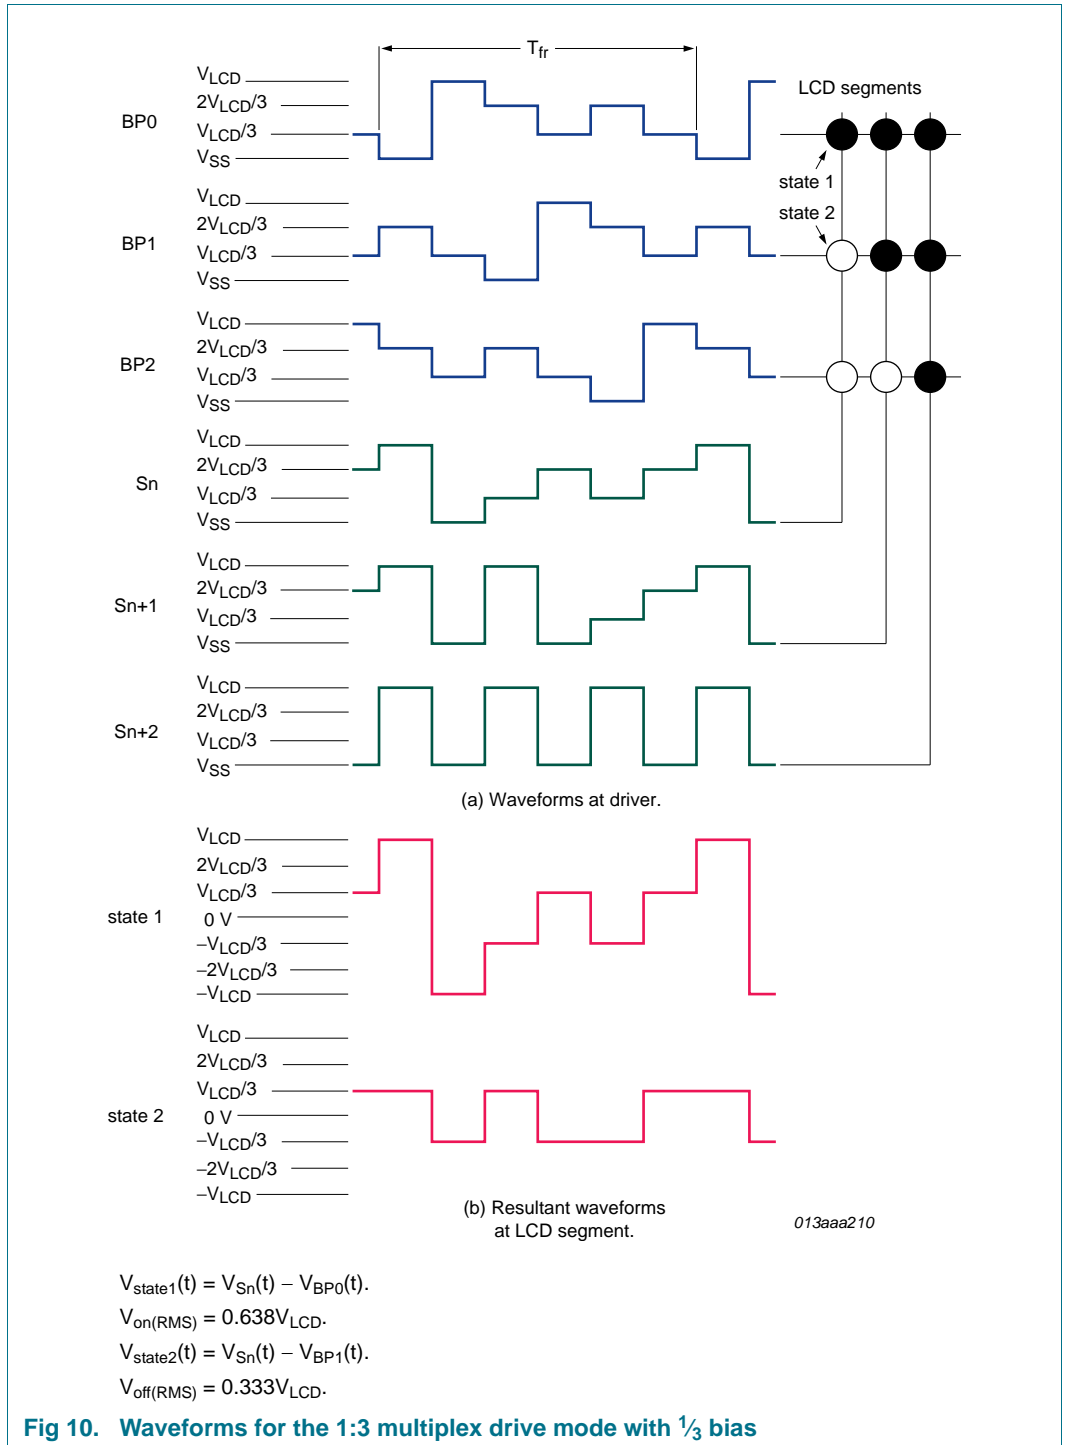 Tfr
VLCD
2VLCD/3
BP0
VLCD/3
VSS
LCD segments
state 1
VLCD
2VLCD/3
BP1
VLCD/3
VSS
state 2
VLCD
2VLCD/3
BP2
VLCD/3
VSS
VLCD
2VLCD/3
Sn
VLCD/3
VSS
VLCD
2VLCD/3
Sn+1
VLCD/3
VSS
VLCD
2VLCD/3
Sn+2
VLCD/3
VSS
(a) Waveforms at driver.
VLCD
2VLCD/3
VLCD/3
state 1
0 V
−VLCD/3
−2VLCD/3
−VLCD
VLCD
2VLCD/3
VLCD/3
state 2
0 V
−VLCD/3
−2VLCD/3
−VLCD
(b) Resultant waveforms
at LCD segment.
013aaa210
Vstate1(t) = VSn(t) − VBP0(t).
Von(RMS) = 0.638VLCD.
Vstate2(t) = VSn(t) − VBP1(t).
Voff(RMS) = 0.333VLCD.
Fig 10. Waveforms for the 1:3 multiplex drive mode with 1⁄3 bias